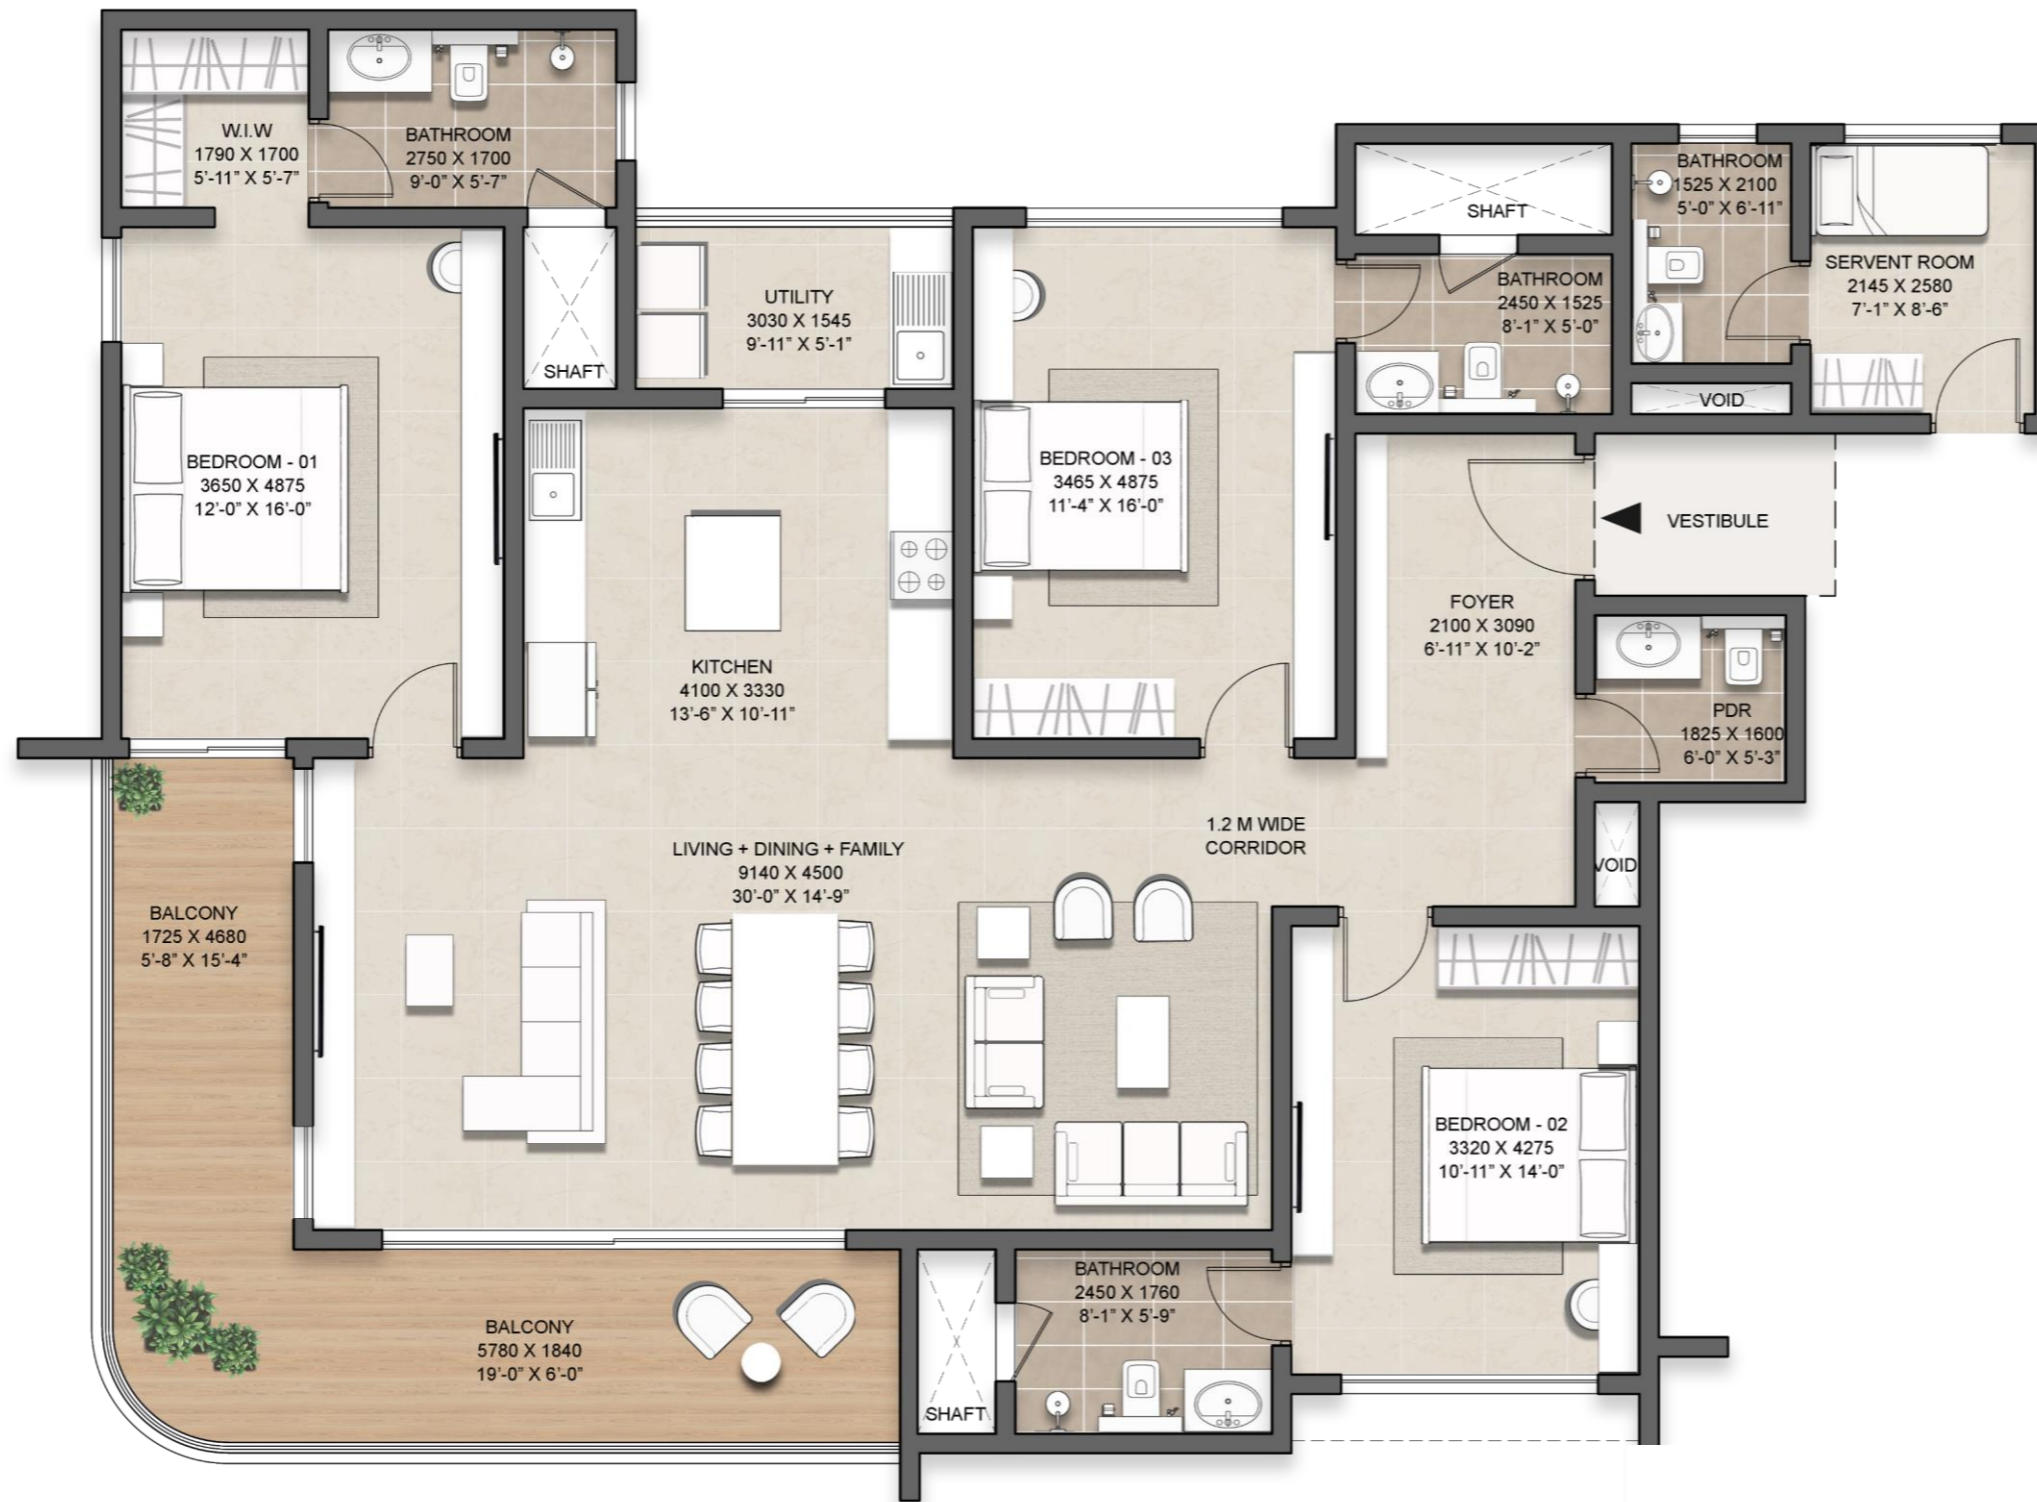 W.I.W
1790 X 1700
5'-11" X 5'-7"
BATHROOM
2750 X 1700
9'-0" X 5'-7"
SHAFT
UTILITY
3030 X 1545
9'-11" X 5'-1"
SHAFT
BATHROOM
2450 X 1525
8'-1" X 5'-0"
BATHROOM
1525 X 2100
5'-0" X 6'-11"
SERVENT ROOM
2145 X 2580
7'-1" X 8'-6"
VOID
BEDROOM - 01
3650 X 4875
12'-0" X 16'-0"
BEDROOM - 03
3465 X 4875
11'-4" X 16'-0"
VESTIBULE
FOYER
2100 X 3090
6'-11" X 10'-2"
KITCHEN
4100 X 3330
13'-6" X 10'-11"
PDR
1825 X 1600
6'-0" X 5'-3"
1.2 M WIDE
CORRIDOR
VOID
LIVING + DINING + FAMILY
9140 X 4500
30'-0" X 14'-9"
BALCONY
1725 X 4680
5'-8" X 15'-4"
BEDROOM - 02
3320 X 4275
10'-11" X 14'-0"
BATHROOM
2450 X 1760
8'-1" X 5'-9"
BALCONY
5780 X 1840
19'-0" X 6'-0"
SHAFT